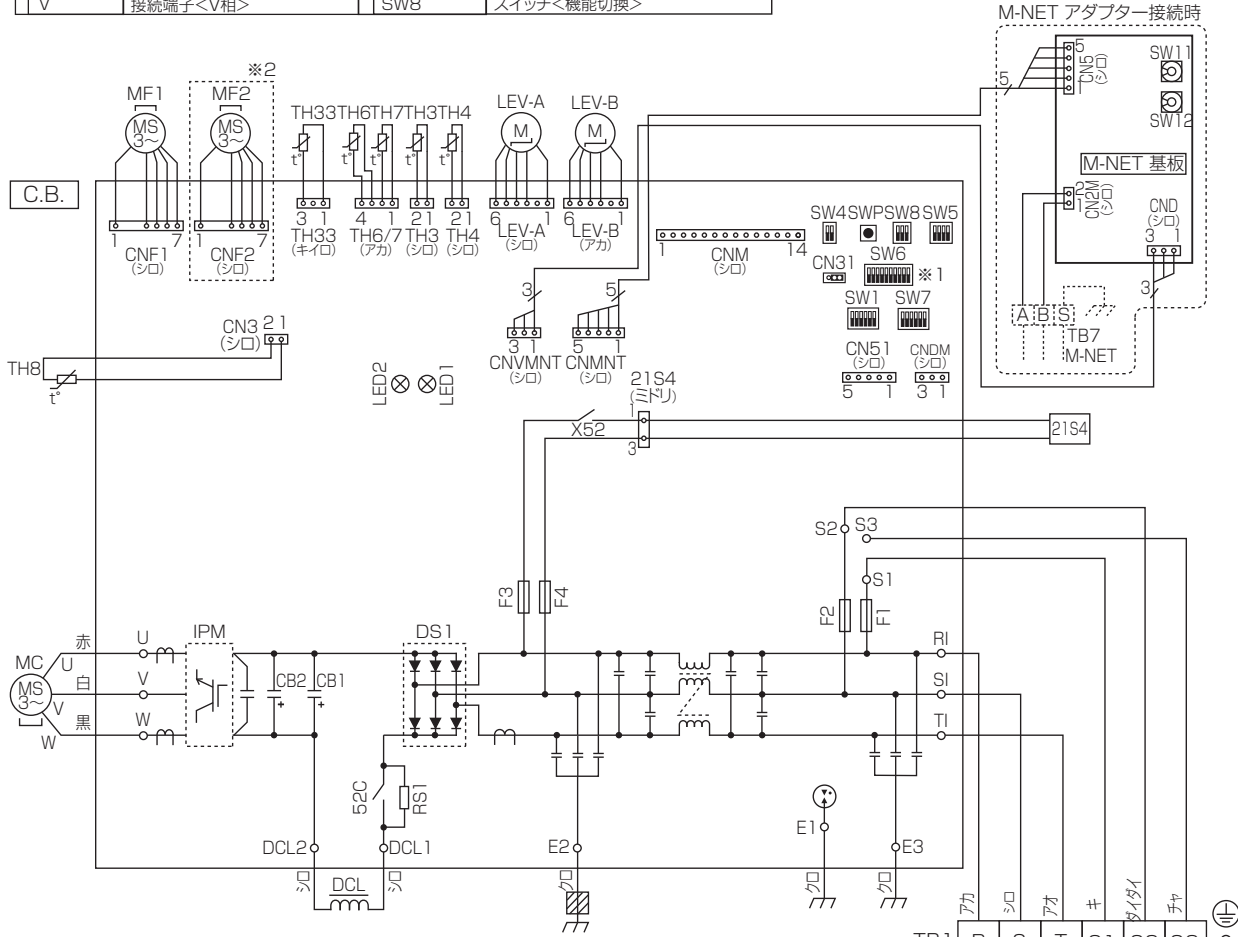 V 接続端子<V相> SW8 スイッチ<機能切換>
M-NET アダプター接続時
※2
MF1 MF2
MS 3~ MS 3~
TH33 TH6 TH7 TH3 TH4
t° t° t° t° t°
LEV-A LEV-B
M M
5
5 1
CN5 (シロ)
SW11
SW12
M-NET 基板
2 1
CN2M (シロ)
CND (シロ)
3 1
3
A B S
TB7
M-NET
C.B.
1 7
CNF1 (シロ)
1 7
CNF2 (シロ)
3 1
TH33 (キイロ)
4 1
TH6/7 (アカ)
2 1
TH3 (シロ)
2 1
TH4 (シロ)
6 1
LEV-A (シロ)
6 1
LEV-B (アカ)
1 14
CNM (シロ)
SW4 SWP SW8 SW5
CN31
SW6
※1
SW1 SW7
CN51 (シロ)
5 1
CNDM (シロ)
3 1
3
3 1
CNVMNT (シロ)
5
5 1
CNMNT (シロ)
CN3 2 1
(シロ)
TH8
t°
LED2 LED1
21S4 (ミドリ)
1
3
X52
21S4
S2 S3
S1
F3 F4
F2 F1
RI
SI
TI
MC
MS 3~
赤 U
白 V
黒 W
U
V
W
IPM
CB2 + CB1 +
DS1
52C
RS1
DCL2 DCL1
シロ シロ
DCL
E2
クロ
E1
クロ
E3
クロ
アカ シロ アオ キ ダイダイ チャ
TB1